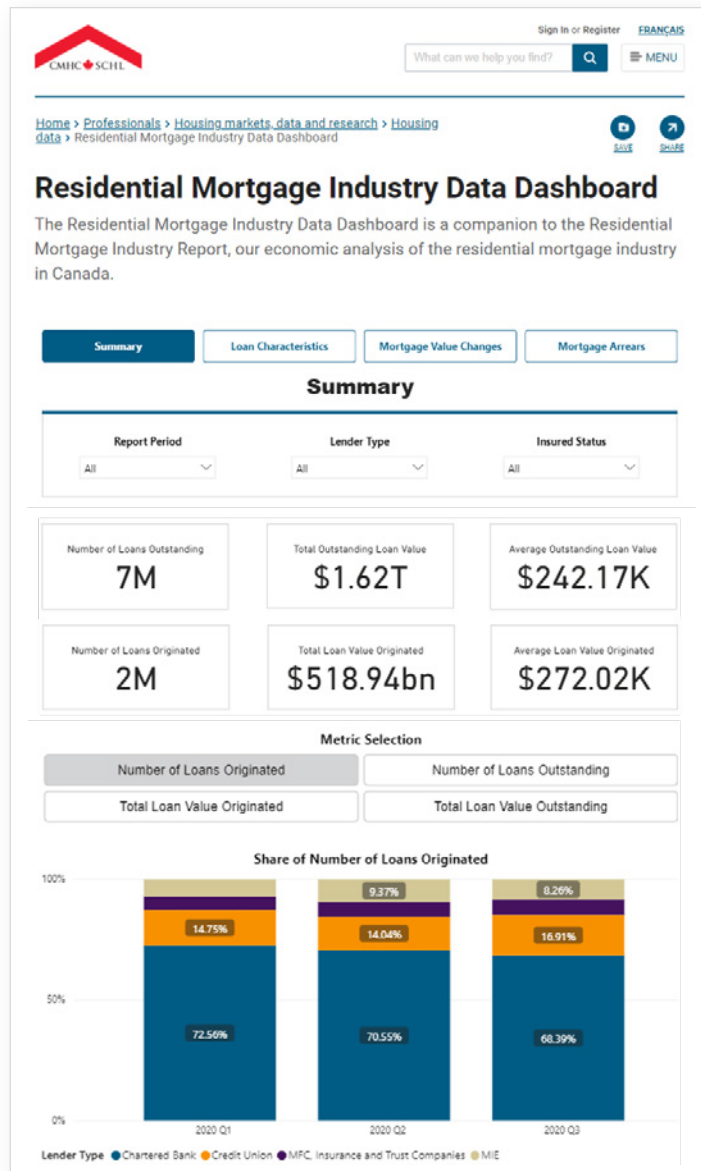 Sign In or Register FRANÇAIS
CMHC SCHL
What can we help you find?
MENU
Home > Professionals > Housing markets, data and research > Housing
data > Residential Mortgage Industry Data Dashboard
SAVE SHARE
Residential Mortgage Industry Data Dashboard
The Residential Mortgage Industry Data Dashboard is a companion to the Residential
Mortgage Industry Report, our economic analysis of the residential mortgage industry
in Canada.
Summary Loan Characteristics Mortgage Value Changes Mortgage Arrears
Summary
Report Period Lender Type Insured Status
All All All
Number of Loans Outstanding Total Outstanding Loan Value Average Outstanding Loan Value
7M $1.62T $242.17K
Number of Loans Originated Total Loan Value Originated Average Loan Value Originated
2M $518.94bn $272.02K
Metric Selection
Number of Loans Originated Number of Loans Outstanding
Total Loan Value Originated Total Loan Value Outstanding
Share of Number of Loans Originated
100%
9.37% 8.26%
14.75% 14.04% 16.91%
50%
72.56% 70.55% 68.39%
0%
2020 Q1 2020 Q2 2020 Q3
Lender Type Chartered Bank Credit Union MFC, Insurance and Trust Companies MIE